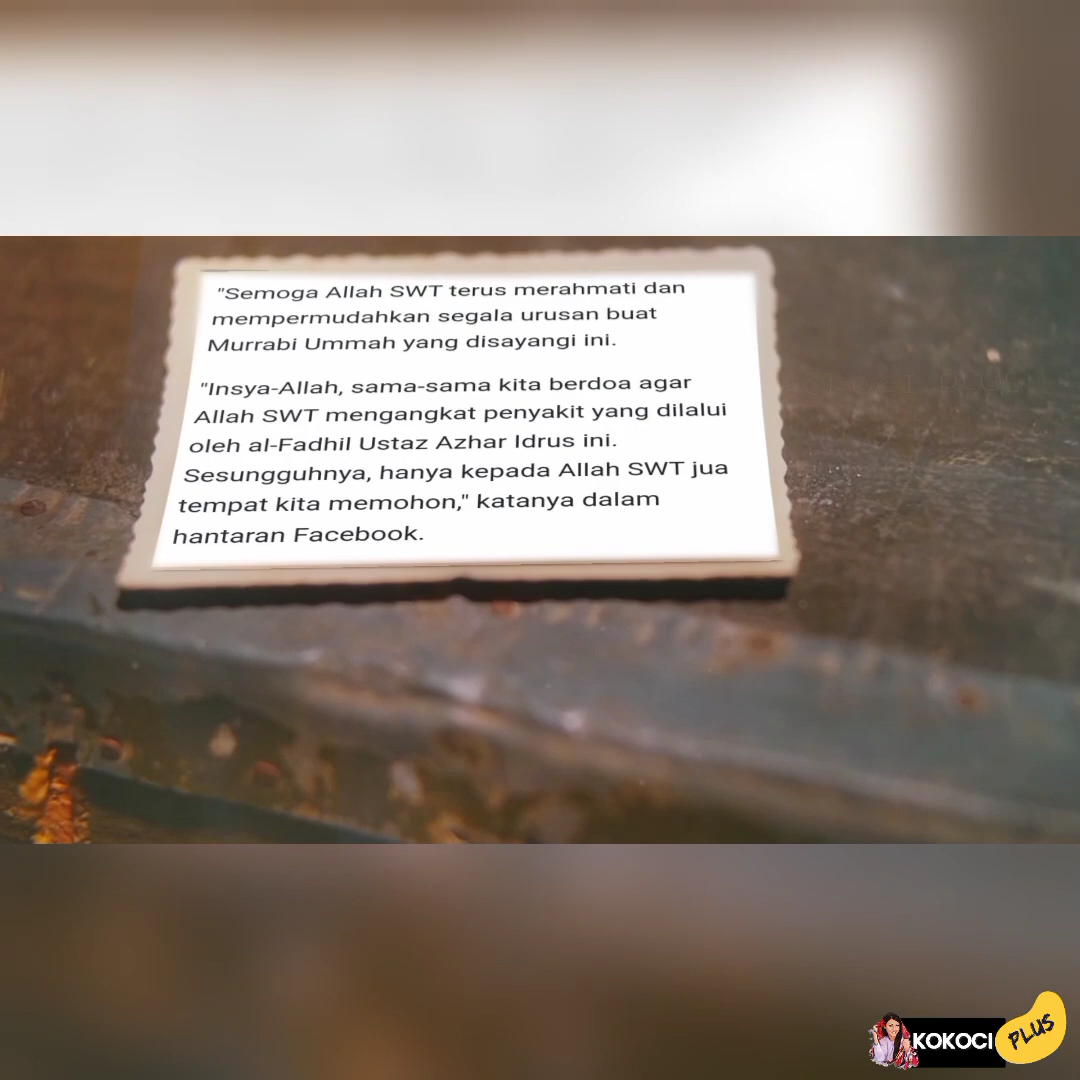 "Semoga Allah SWT terus merahmati dan
mempermudahkan segala urusan buat
Murrabi Ummah yang disayangi ini.
"Insya-Allah, sama-sama kita berdoa agar
Allah SWT mengangkat penyakit yang dilalui
oleh al-Fadhil Ustaz Azhar Idrus ini.
Sesungguhnya, hanya kepada Allah SWT jua
tempat kita memohon," katanya dalam
hantaran Facebook.
KOKOCI
PLUS